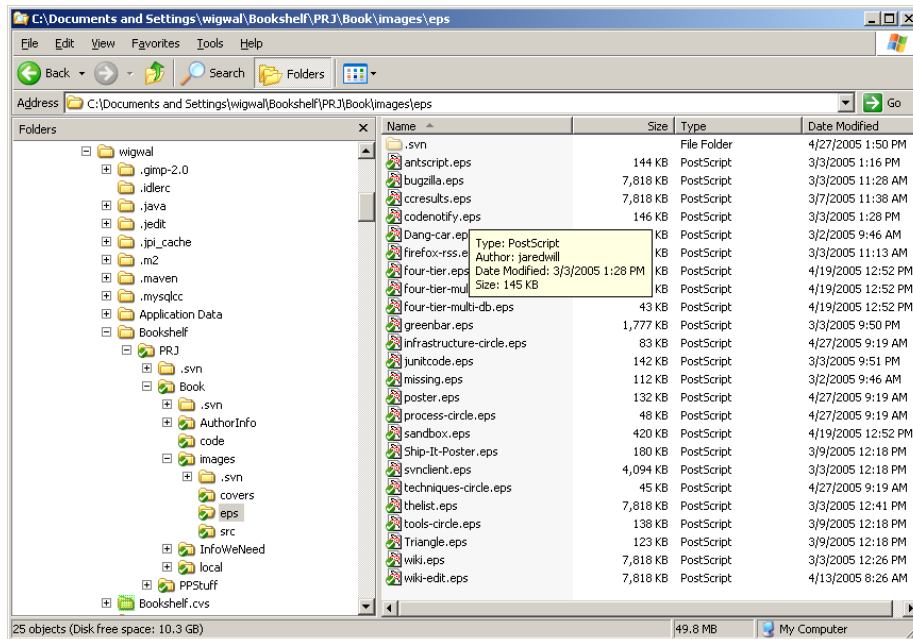 C:\Documents and Settings\wigwal\Bookshelf\PRJ\Book\images\eps
File Edit View Favorites Tools Help
Back Search Folders
Address C:\Documents and Settings\wigwal\Bookshelf\PRJ\Book\images\eps Go
Folders
wigwal
.gimp-2.0
.idlerc
.java
.jedit
.jpi_cache
.m2
.maven
.mysqlcc
Application Data
Bookshelf
PRJ
.svn
Book
.svn
AuthorInfo
code
images
.svn
covers
eps
src
InfoWeNeed
local
PPStuff
Bookshelf.cvs
Name Size Type Date Modified
.svn File Folder 4/27/2005 1:50 PM
antscript.eps 144 KB PostScript 3/3/2005 1:16 PM
bugzilla.eps 7,818 KB PostScript 3/3/2005 11:28 AM
ccresults.eps 7,818 KB PostScript 3/7/2005 11:38 AM
codenotify.eps 146 KB PostScript 3/3/2005 1:28 PM
Dang-car.ep KB PostScript 3/2/2005 9:46 AM
firefox-rss.e KB PostScript 3/3/2005 11:13 AM
four-tier.eps KB PostScript 4/19/2005 12:52 PM
four-tier-mul KB PostScript 4/19/2005 12:52 PM
four-tier-multi-db.eps 43 KB PostScript 4/19/2005 12:52 PM
greenbar.eps 1,777 KB PostScript 3/3/2005 9:50 PM
infrastructure-circle.eps 83 KB PostScript 4/27/2005 9:19 AM
junitcode.eps 142 KB PostScript 3/3/2005 9:51 PM
missing.eps 112 KB PostScript 3/2/2005 9:46 AM
poster.eps 132 KB PostScript 4/27/2005 9:19 AM
process-circle.eps 48 KB PostScript 4/27/2005 9:19 AM
sandbox.eps 420 KB PostScript 4/19/2005 12:52 PM
Ship-It-Poster.eps 180 KB PostScript 3/9/2005 12:18 PM
svnclient.eps 4,094 KB PostScript 3/3/2005 12:18 PM
techniques-circle.eps 45 KB PostScript 4/27/2005 9:19 AM
thelist.eps 7,818 KB PostScript 3/3/2005 12:41 PM
tools-circle.eps 138 KB PostScript 3/9/2005 12:18 PM
Triangle.eps 123 KB PostScript 3/9/2005 12:18 PM
wiki.eps 7,818 KB PostScript 3/3/2005 12:26 PM
wiki-edit.eps 7,818 KB PostScript 4/13/2005 8:26 AM
Type: PostScript
Author: jaredwill
Date Modified: 3/3/2005 1:28 PM
Size: 145 KB
25 objects (Disk free space: 10.3 GB) 49.8 MB My Computer